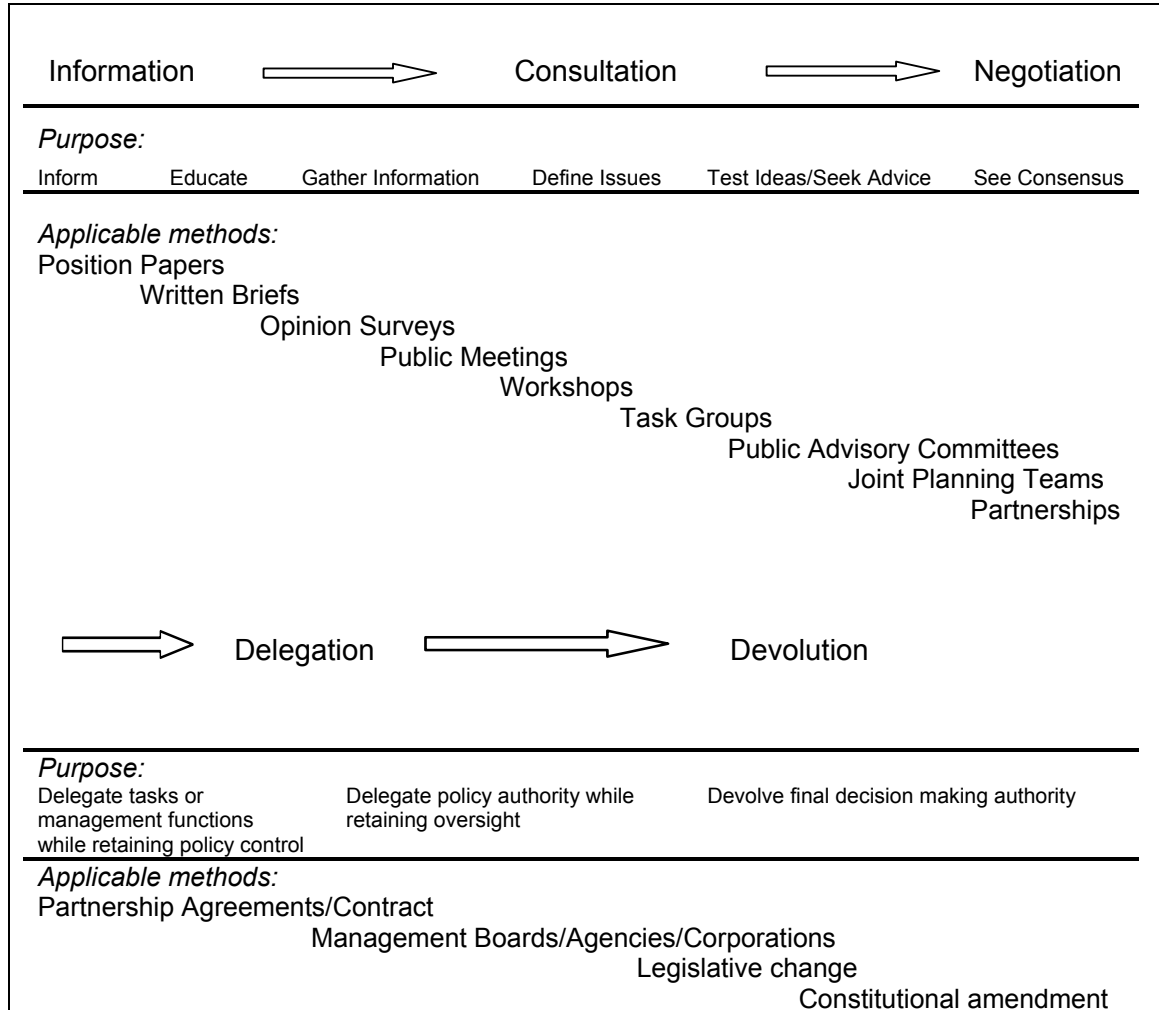 Information Consultation Negotiation
Purpose:
Inform Educate Gather Information Define Issues Test Ideas/Seek Advice See Consensus
Applicable methods:
Position Papers
Written Briefs
Opinion Surveys
Public Meetings
Workshops
Task Groups
Public Advisory Committees
Joint Planning Teams
Partnerships
Delegation Devolution
Purpose:
Delegate tasks or
management functions
while retaining policy control
Delegate policy authority while
retaining oversight
Devolve final decision making authority
Applicable methods:
Partnership Agreements/Contract
Management Boards/Agencies/Corporations
Legislative change
Constitutional amendment